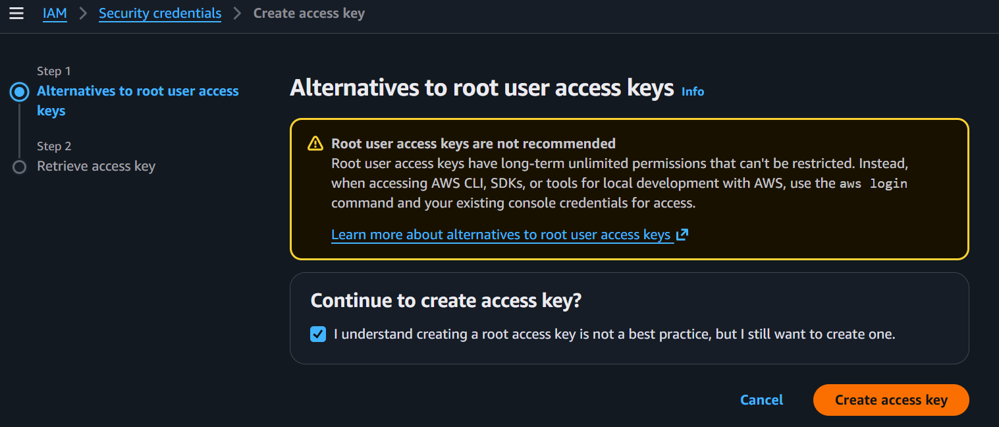 IAM > Security credentials > Create access key
Step 1
Alternatives to root user access
keys
Step 2
Retrieve access key
Alternatives to root user access keys Info
Root user access keys are not recommended
Root user access keys have long-term unlimited permissions that can't be restricted. Instead,
when accessing AWS CLI, SDKs, or tools for local development with AWS, use the aws login
command and your existing console credentials for access.
Learn more about alternatives to root user access keys
Continue to create access key?
I understand creating a root access key is not a best practice, but I still want to create one.
Cancel Create access key